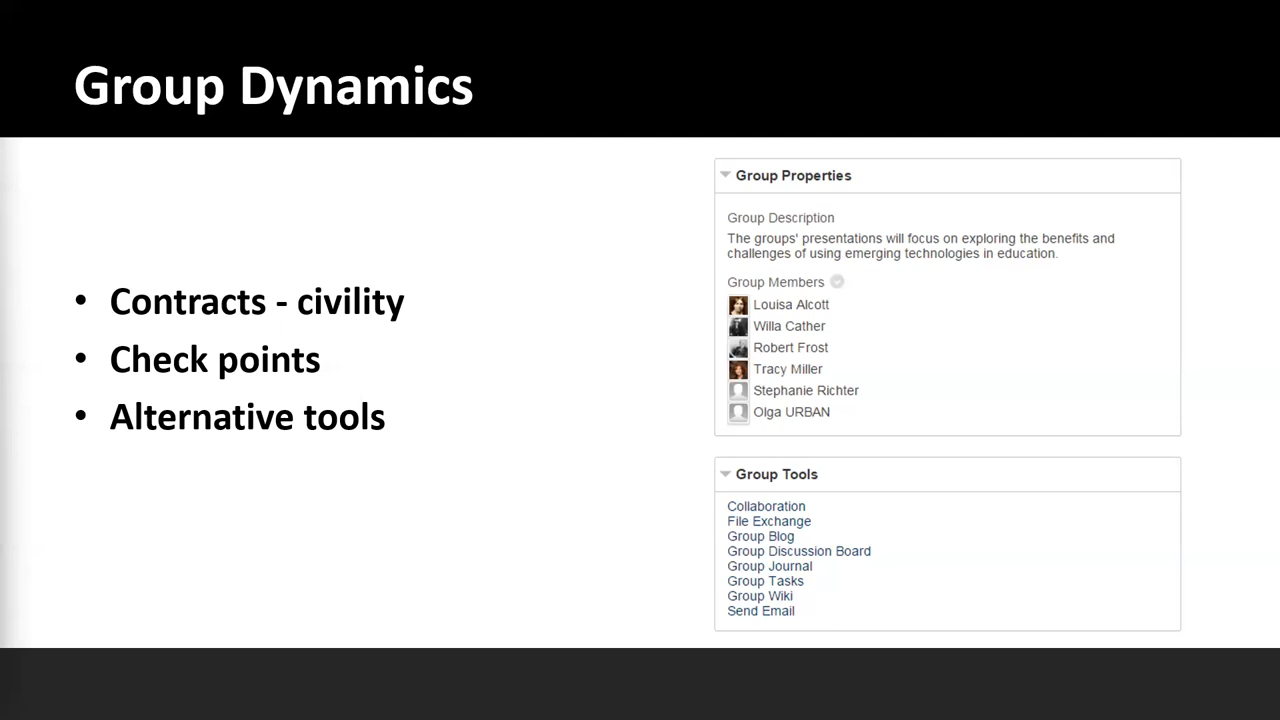 Group Dynamics
• Contracts - civility
• Check points
• Alternative tools
Group Properties
Group Description
The groups' presentations will focus on exploring the benefits and
challenges of using emerging technologies in education.
Group Members
Louisa Alcott
Willa Cather
Robert Frost
Tracy Miller
Stephanie Richter
Olga URBAN
Group Tools
Collaboration
File Exchange
Group Blog
Group Discussion Board
Group Journal
Group Tasks
Group Wiki
Send Email